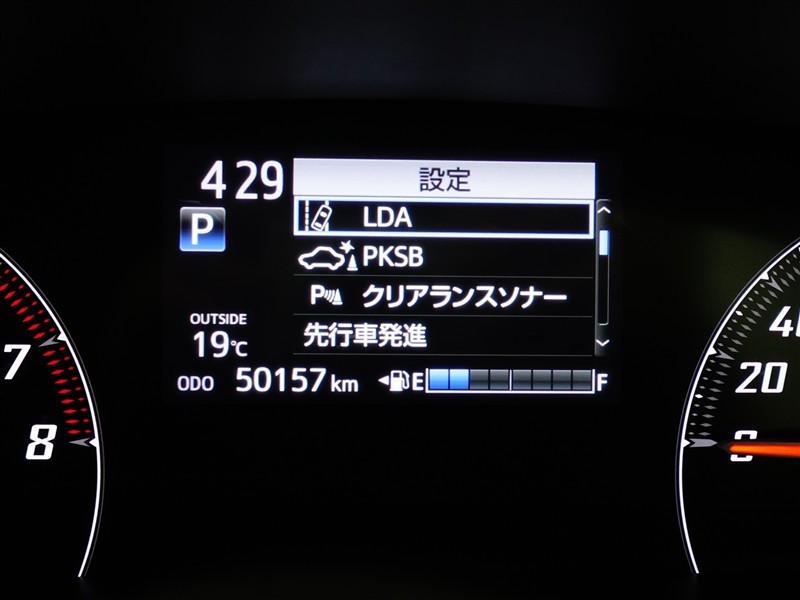 4 29
設定
LDA
P
PKSB
P クリアランスソナー
先行車発進
OUTSIDE
19℃
ODO 50157 km E F
7
8
40
20
0